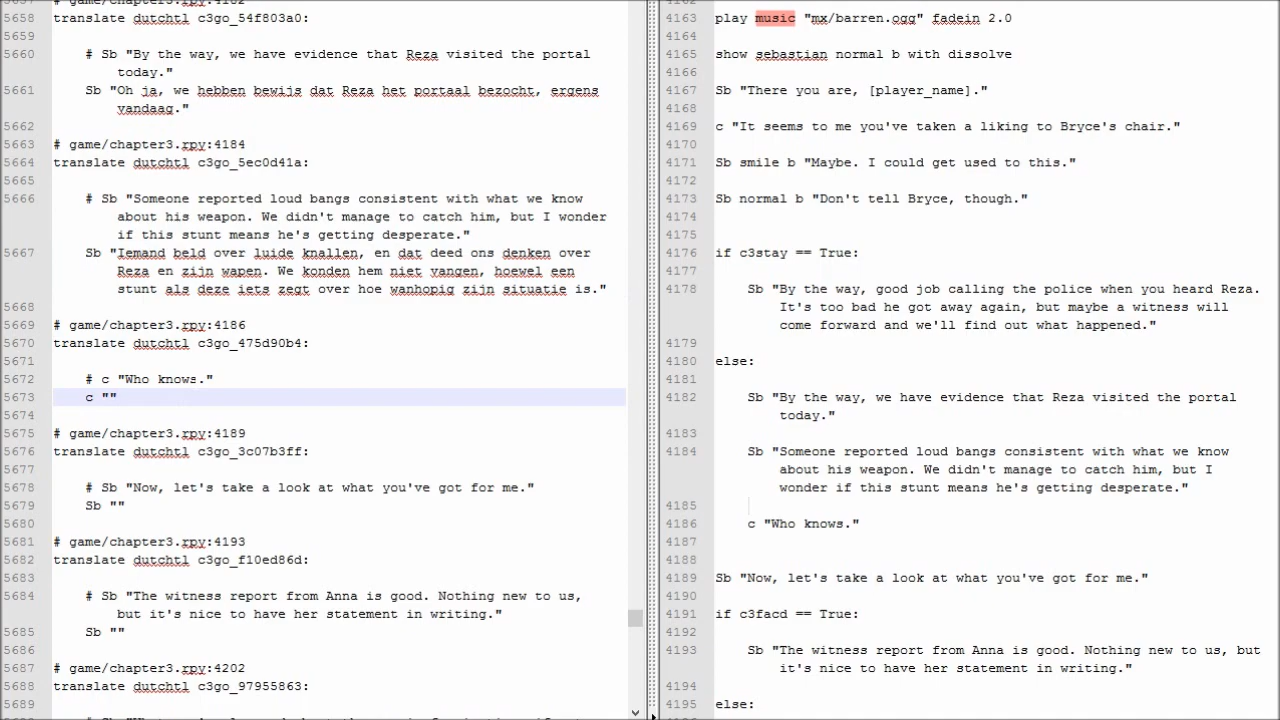 5657 # game/chapter3.rpy:4182
5658 translate dutchtl c3go_54f803a0:
5659
5660 # Sb "By the way, we have evidence that Reza visited the portal
today."
5661 Sb "Oh ja, we hebben bewijs dat Reza het portaal bezocht, ergens
vandaag."
5662
5663 # game/chapter3.rpy:4184
5664 translate dutchtl c3go_5ec0d41a:
5665
5666 # Sb "Someone reported loud bangs consistent with what we know
about his weapon. We didn't manage to catch him, but I wonder
if this stunt means he's getting desperate."
5667 Sb "Iemand beld over luide knallen, en dat deed ons denken over
Reza en zijn wapen. We konden hem niet vangen, hoewel een
stunt als deze iets zegt over hoe wanhopig zijn situatie is."
5668
5669 # game/chapter3.rpy:4186
5670 translate dutchtl c3go_475d90b4:
5671
5672 # c "Who knows."
5673 c ""
5674
5675 # game/chapter3.rpy:4189
5676 translate dutchtl c3go_3c07b3ff:
5677
5678 # Sb "Now, let's take a look at what you've got for me."
5679 Sb ""
5680
5681 # game/chapter3.rpy:4193
5682 translate dutchtl c3go_f10ed86d:
5683
5684 # Sb "The witness report from Anna is good. Nothing new to us,
but it's nice to have her statement in writing."
5685 Sb ""
5686
5687 # game/chapter3.rpy:4202
5688 translate dutchtl c3go_97955863:
5689
4162
4163 play music "mx/barren.ogg" fadein 2.0
4164
4165 show sebastian normal b with dissolve
4166
4167 Sb "There you are, [player_name]."
4168
4169 c "It seems to me you've taken a liking to Bryce's chair."
4170
4171 Sb smile b "Maybe. I could get used to this."
4172
4173 Sb normal b "Don't tell Bryce, though."
4174
4175
4176 if c3stay == True:
4177
4178 Sb "By the way, good job calling the police when you heard Reza.
It's too bad he got away again, but maybe a witness will
come forward and we'll find out what happened."
4179
4180 else:
4181
4182 Sb "By the way, we have evidence that Reza visited the portal
today."
4183
4184 Sb "Someone reported loud bangs consistent with what we know
about his weapon. We didn't manage to catch him, but I
wonder if this stunt means he's getting desperate."
4185
4186 c "Who knows."
4187
4188
4189 Sb "Now, let's take a look at what you've got for me."
4190
4191 if c3facd == True:
4192
4193 Sb "The witness report from Anna is good. Nothing new to us, but
it's nice to have her statement in writing."
4194
4195 else: